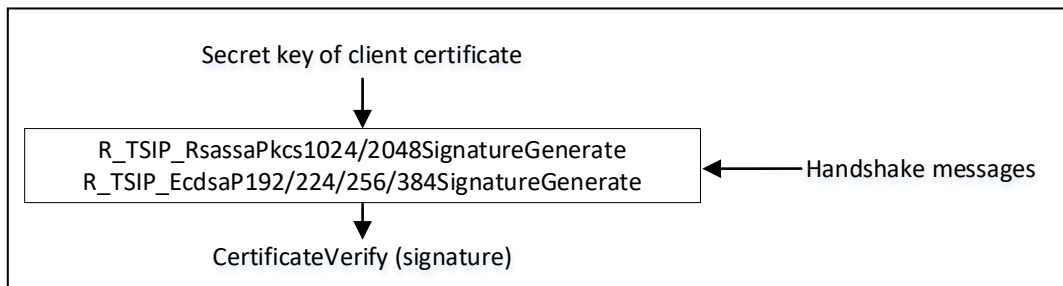 Secret key of client certificate
R_TSIP_RsassaPkcs1024/2048SignatureGenerate
R_TSIP_EcdsaP192/224/256/384SignatureGenerate
Handshake messages
CertificateVerify (signature)